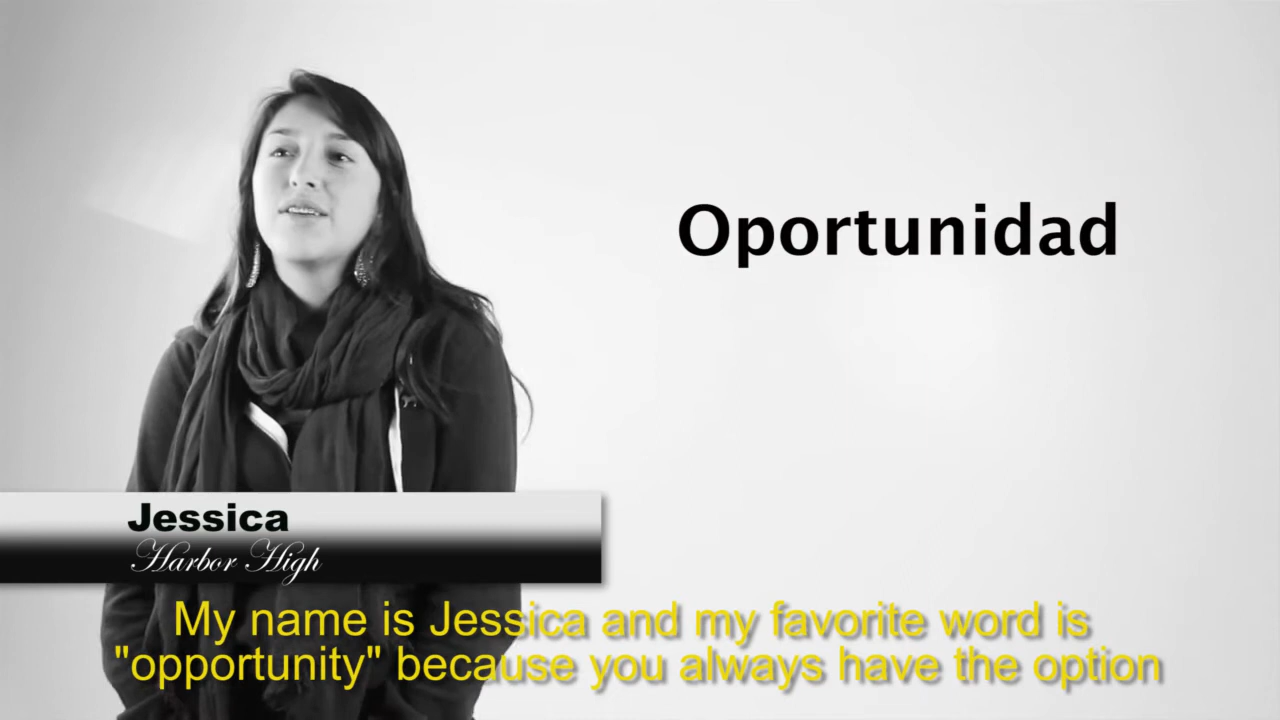 Oportunidad
Jessica
Harbor High
My name is Jessica and my favorite word is
"opportunity" because you always have the option